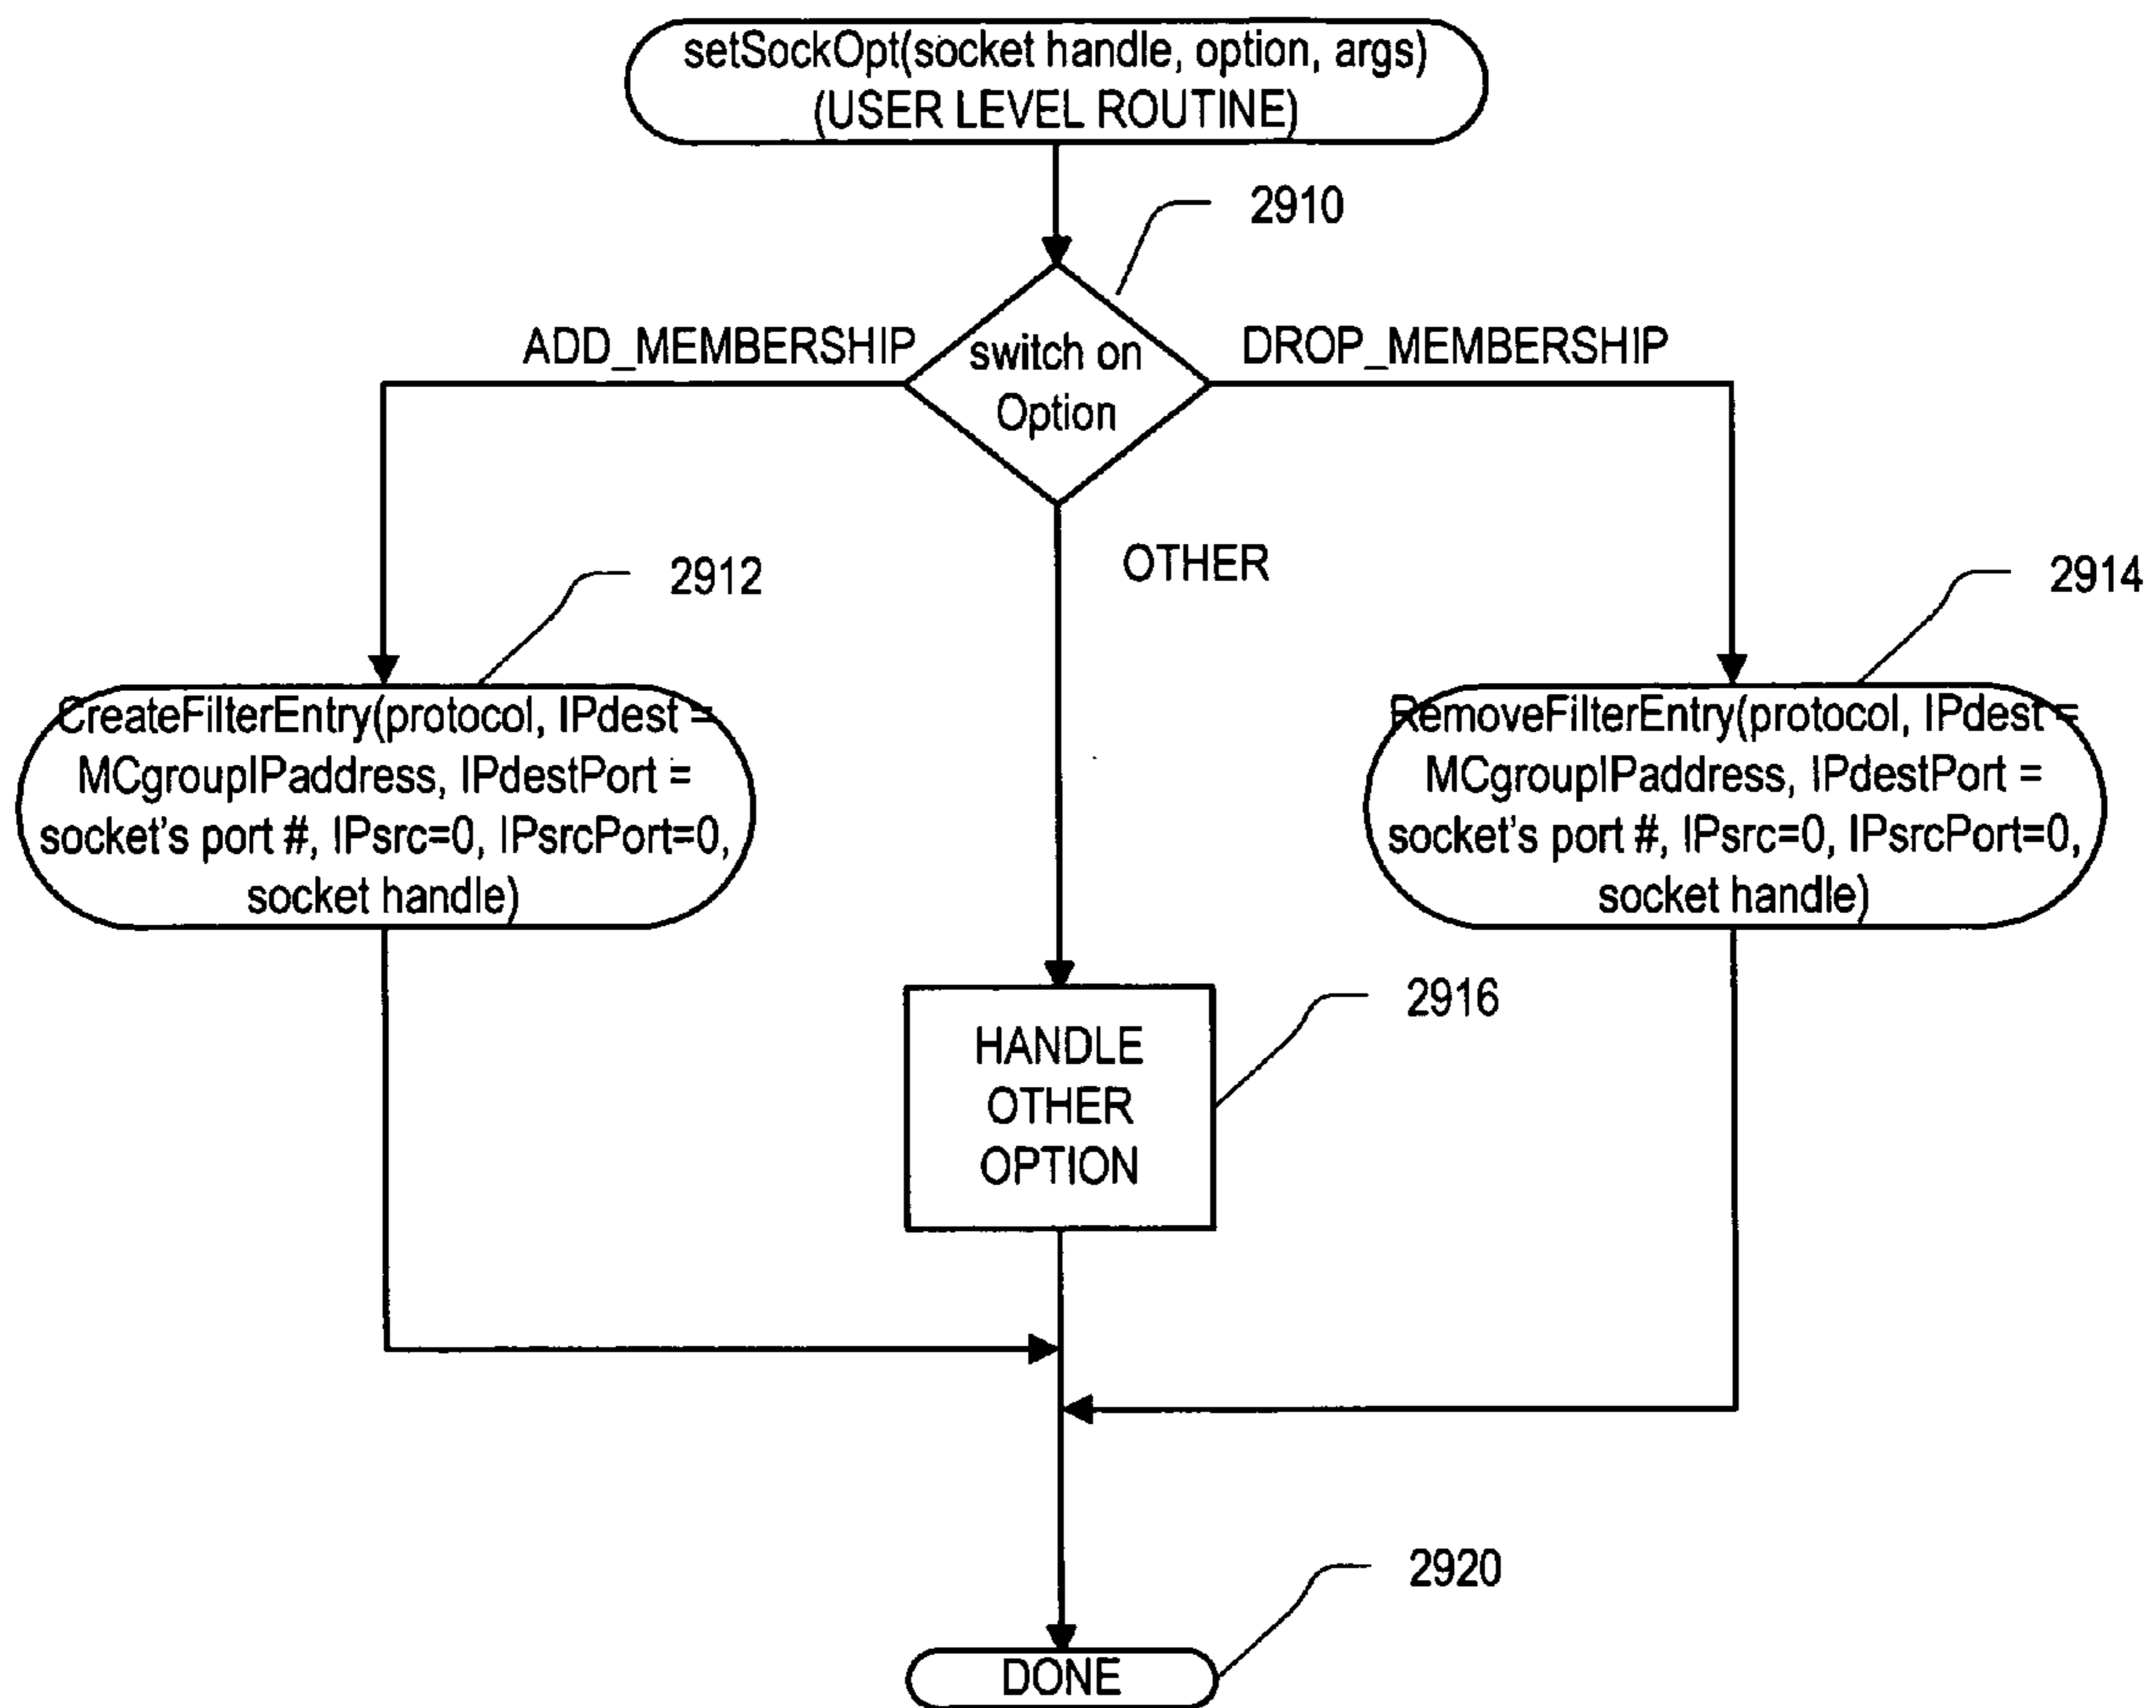 setSockOpt(socket handle, option, args)
(USER LEVEL ROUTINE)
2910
ADD_MEMBERSHIP
switch on
Option
DROP_MEMBERSHIP
OTHER
2912
2914
CreateFilterEntry(protocol, IPdest =
MCgroupIPaddress, IPdestPort =
socket's port #, IPsrc=0, IPsrcPort=0,
socket handle)
RemoveFilterEntry(protocol, IPdest =
MCgroupIPaddress, IPdestPort =
socket's port #, IPsrc=0, IPsrcPort=0,
socket handle)
2916
HANDLE
OTHER
OPTION
2920
DONE